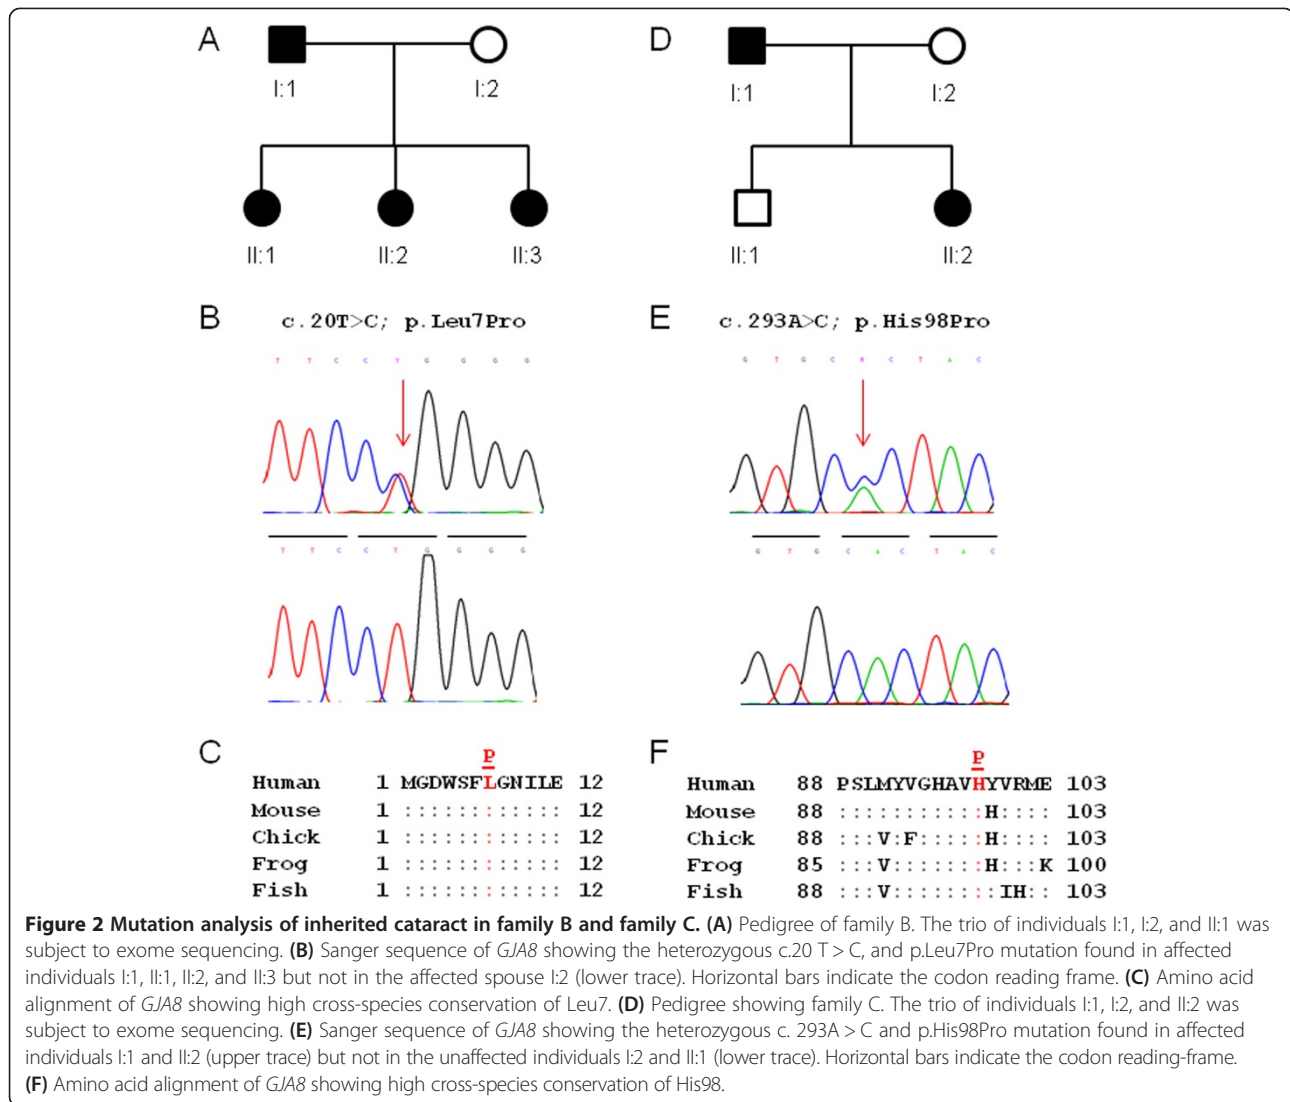 A
I:1
I:2
II:1
II:2
II:3
D
I:1
I:2
II:1
II:2
B
c.20T>C; p.Leu7Pro
T T C C Y G G G G
T T C C T G G G G
E
c.293A>C; p.His98Pro
G T G C M C T A C
G T G C A C T A C
C
P
Human 1 MGDWSFLGNILE 12
Mouse 1 :::::::::::: 12
Chick 1 :::::::::::: 12
Frog 1 :::::::::::: 12
Fish 1 :::::::::::: 12
F
P
Human 88 PSLMYVGHAVHYVRME 103
Mouse 88 :::::::::::H:::: 103
Chick 88 :::V:F:::::H:::: 103
Frog 85 :::V:::::::H:::K 100
Fish 88 :::V::::::::IH:: 103
Figure 2 Mutation analysis of inherited cataract in family B and family C. (A) Pedigree of family B. The trio of individuals I:1, I:2, and II:1 was
subject to exome sequencing. (B) Sanger sequence of GJA8 showing the heterozygous c.20 T > C, and p.Leu7Pro mutation found in affected
individuals I:1, II:1, II:2, and II:3 but not in the affected spouse I:2 (lower trace). Horizontal bars indicate the codon reading frame. (C) Amino acid
alignment of GJA8 showing high cross-species conservation of Leu7. (D) Pedigree showing family C. The trio of individuals I:1, I:2, and II:2 was
subject to exome sequencing. (E) Sanger sequence of GJA8 showing the heterozygous c. 293A > C and p.His98Pro mutation found in affected
individuals I:1 and II:2 (upper trace) but not in the unaffected individuals I:2 and II:1 (lower trace). Horizontal bars indicate the codon reading-frame.
(F) Amino acid alignment of GJA8 showing high cross-species conservation of His98.